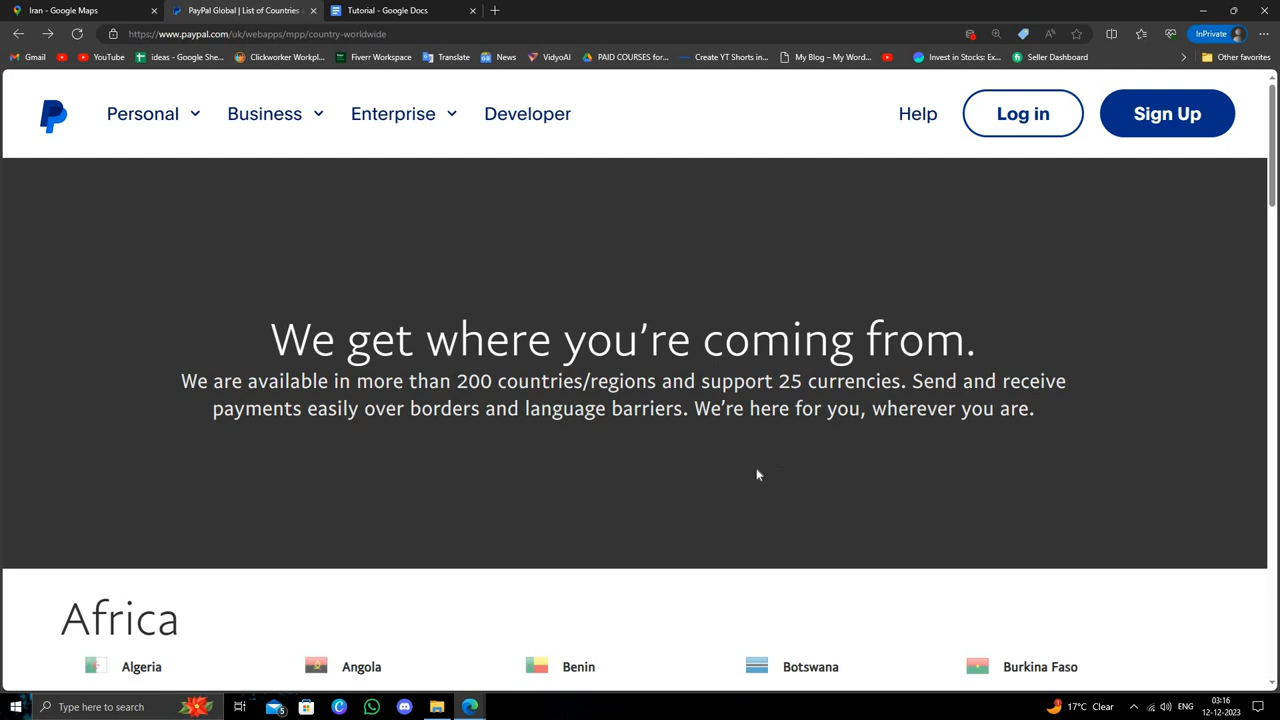 Iran - Google Maps
PayPal Global | List of Countries
Tutorial - Google Docs
https://www.paypal.com/uk/webapps/mpp/country-worldwide
InPrivate
Gmail
YouTube
ideas - Google She...
Clickworker Workpl...
Fiverr Workspace
Translate
News
VidyoAI
PAID COURSES for...
Create YT Shorts in...
My Blog – My Word...
Invest in Stocks: Ex...
Seller Dashboard
Other favorites
Personal
Business
Enterprise
Developer
Help
Log in
Sign Up
We get where you’re coming from.
We are available in more than 200 countries/regions and support 25 currencies. Send and receive
payments easily over borders and language barriers. We’re here for you, wherever you are.
Africa
Algeria
Angola
Benin
Botswana
Burkina Faso
Type here to search
5
17°C Clear
ENG
03:16
12-12-2023